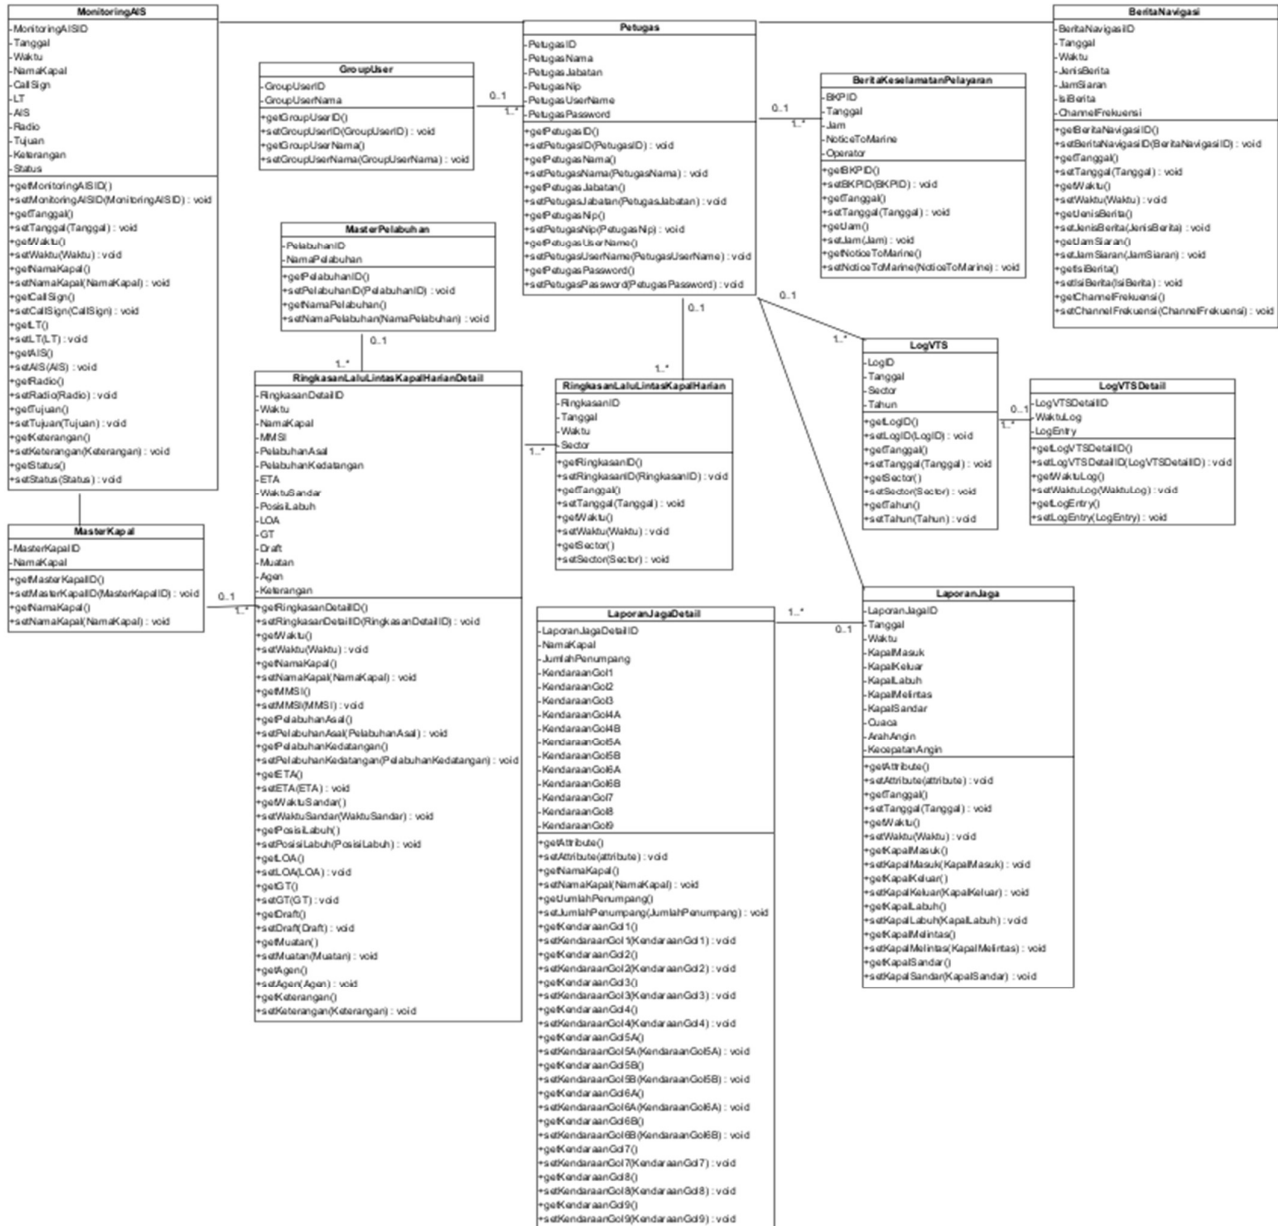 MonitoringAIS
-MonitoringAISID
-Tanggal
-Waktu
-NamaKapal
-CallSign
-LT
-AIS
-Radio
-Tujuan
-Keterangan
-Status
+getMonitoringAISID()
+setMonitoringAISID(MonitoringAISID) : void
+getTanggal()
+setTanggal(Tanggal) : void
+getWaktu()
+setWaktu(Waktu) : void
+getNamaKapal()
+setNamaKapal(NamaKapal) : void
+getCallSign()
+setCallSign(CallSign) : void
+getLT()
+setLT(LT) : void
+getAIS()
+setAIS(AIS) : void
+getRadio()
+setRadio(Radio) : void
+getTujuan()
+setTujuan(Tujuan) : void
+getKeterangan()
+setKeterangan(Keterangan) : void
+getStatus()
+setStatus(Status) : void
MasterKapal
-MasterKapalID
-NamaKapal
+getMasterKapalID()
+setMasterKapalID(MasterKapalID) : void
+getNamaKapal()
+setNamaKapal(NamaKapal) : void
0..1
1..*
GroupUser
-GroupUserID
-GroupUserNama
+getGroupUserID()
+setGroupUserID(GroupUserID) : void
+getGroupUserNama()
+setGroupUserNama(GroupUserNama) : void
0..1
1..*
MasterPelabuhan
-PelabuhanID
-NamaPelabuhan
+getPelabuhanID()
+setPelabuhanID(PelabuhanID) : void
+getNamaPelabuhan()
+setNamaPelabuhan(NamaPelabuhan) : void
0..1
1..*
RingkasanLaluLintasKapalHarianDetail
-RingkasanDetailID
-Waktu
-NamaKapal
-MMSI
-PelabuhanAsal
-PelabuhanKedatangan
-ETA
-WaktuSandar
-PosisiLabuh
-LOA
-GT
-Draft
-Muatan
-Agen
-Keterangan
+getRingkasanDetailID()
+setRingkasanDetailID(RingkasanDetailID) : void
+getWaktu()
+setWaktu(Waktu) : void
+getNamaKapal()
+setNamaKapal(NamaKapal) : void
+getMMSI()
+setMMSI(MMSI) : void
+getPelabuhanAsal()
+setPelabuhanAsal(PelabuhanAsal) : void
+getPelabuhanKedatangan()
+setPelabuhanKedatangan(PelabuhanKedatangan) : void
+getETA()
+setETA(ETA) : void
+getWaktuSandar()
+setWaktuSandar(WaktuSandar) : void
+getPosisiLabuh()
+setPosisiLabuh(PosisiLabuh) : void
+getLOA()
+setLOA(LOA) : void
+getGT()
+setGT(GT) : void
+getDraft()
+setDraft(Draft) : void
+getMuatan()
+setMuatan(Muatan) : void
+getAgen()
+setAgen(Agen) : void
+getKeterangan()
+setKeterangan(Keterangan) : void
Petugas
-PetugasID
-PetugasNama
-PetugasJabatan
-PetugasNip
-PetugasUserName
-PetugasPassword
+getPetugasID()
+setPetugasID(PetugasID) : void
+getPetugasNama()
+setPetugasNama(PetugasNama) : void
+getPetugasJabatan()
+setPetugasJabatan(PetugasJabatan) : void
+getPetugasNip()
+setPetugasNip(PetugasNip) : void
+getPetugasUserName()
+setPetugasUserName(PetugasUserName) : void
+getPetugasPassword()
+setPetugasPassword(PetugasPassword) : void
0..1
1..*
RingkasanLaluLintasKapalHarian
-RingkasanID
-Tanggal
-Waktu
-Sector
+getRingkasanID()
+setRingkasanID(RingkasanID) : void
+getTanggal()
+setTanggal(Tanggal) : void
+getWaktu()
+setWaktu(Waktu) : void
+getSector()
+setSector(Sector) : void
1..*
0..1
1..*
BeritaKeselamatanPelayaran
-BKPID
-Tanggal
-Jam
-NoticeToMarine
-Operator
+getBKPID()
+setBKPID(BKPID) : void
+getTanggal()
+setTanggal(Tanggal) : void
+getJam()
+setJam(Jam) : void
+getNoticeToMarine()
+setNoticeToMarine(NoticeToMarine) : void
BeritaNavigasi
-BeritaNavigasiID
-Tanggal
-Waktu
-JenisBerita
-JamSiaran
-IsiBerita
-ChannelFrekuensi
+getBeritaNavigasiID()
+setBeritaNavigasiID(BeritaNavigasiID) : void
+getTanggal()
+setTanggal(Tanggal) : void
+getWaktu()
+setWaktu(Waktu) : void
+getJenisBerita()
+setJenisBerita(JenisBerita) : void
+getJamSiaran()
+setJamSiaran(JamSiaran) : void
+getIsiBerita()
+setIsiBerita(IsiBerita) : void
+getChannelFrekuensi()
+setChannelFrekuensi(ChannelFrekuensi) : void
0..1
1..*
LogVTS
-LogID
-Tanggal
-Sector
-Tahun
+getLogID()
+setLogID(LogID) : void
+getTanggal()
+setTanggal(Tanggal) : void
+getSector()
+setSector(Sector) : void
+getTahun()
+setTahun(Tahun) : void
0..1
1..*
LogVTSDetail
-LogVTSDetailID
-WaktuLog
-LogEntry
+getLogVTSDetailID()
+setLogVTSDetailID(LogVTSDetailID) : void
+getWaktuLog()
+setWaktuLog(WaktuLog) : void
+getLogEntry()
+setLogEntry(LogEntry) : void
LaporanJagaDetail
-LaporanJagaDetailID
-NamaKapal
-JumlahPenumpang
-KendaraanGol1
-KendaraanGol2
-KendaraanGol3
-KendaraanGol4A
-KendaraanGol4B
-KendaraanGol5A
-KendaraanGol5B
-KendaraanGol6A
-KendaraanGol6B
-KendaraanGol7
-KendaraanGol8
-KendaraanGol9
+getAttribute()
+setAttribute(attribute) : void
+getNamaKapal()
+setNamaKapal(NamaKapal) : void
+getJumlahPenumpang()
+setJumlahPenumpang(JumlahPenumpang) : void
+getKendaraanGol1()
+setKendaraanGol1(KendaraanGol1) : void
+getKendaraanGol2()
+setKendaraanGol2(KendaraanGol2) : void
+getKendaraanGol3()
+setKendaraanGol3(KendaraanGol3) : void
+getKendaraanGol4()
+setKendaraanGol4(KendaraanGol4) : void
+getKendaraanGol5A()
+setKendaraanGol5A(KendaraanGol5A) : void
+getKendaraanGol5B()
+setKendaraanGol5B(KendaraanGol5B) : void
+getKendaraanGol6A()
+setKendaraanGol6A(KendaraanGol6A) : void
+getKendaraanGol6B()
+setKendaraanGol6B(KendaraanGol6B) : void
+getKendaraanGol7()
+setKendaraanGol7(KendaraanGol7) : void
+getKendaraanGol8()
+setKendaraanGol8(KendaraanGol8) : void
+getKendaraanGol9()
+setKendaraanGol9(KendaraanGol9) : void
1..*
0..1
LaporanJaga
-LaporanJagaID
-Tanggal
-Waktu
-KapalMasuk
-KapalKeluar
-KapalLabuh
-KapalMelintas
-KapalSandar
-Cuaca
-ArahAngin
-KecepatanAngin
+getAttribute()
+setAttribute(attribute) : void
+getTanggal()
+setTanggal(Tanggal) : void
+getWaktu()
+setWaktu(Waktu) : void
+getKapalMasuk()
+setKapalMasuk(KapalMasuk) : void
+getKapalKeluar()
+setKapalKeluar(KapalKeluar) : void
+getKapalLabuh()
+setKapalLabuh(KapalLabuh) : void
+getKapalMelintas()
+setKapalMelintas(KapalMelintas) : void
+getKapalSandar()
+setKapalSandar(KapalSandar) : void